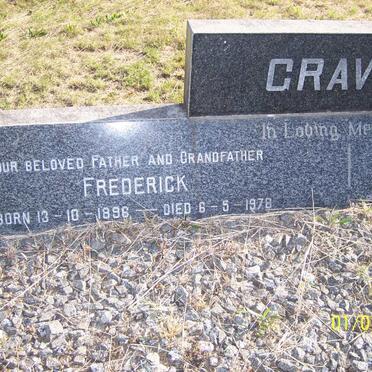 CRAV
In Loving Me
OUR BELOVED FATHER AND GRANDFATHER
FREDERICK
BORN 13-10-1896 - DIED 6-5-1978
01/0